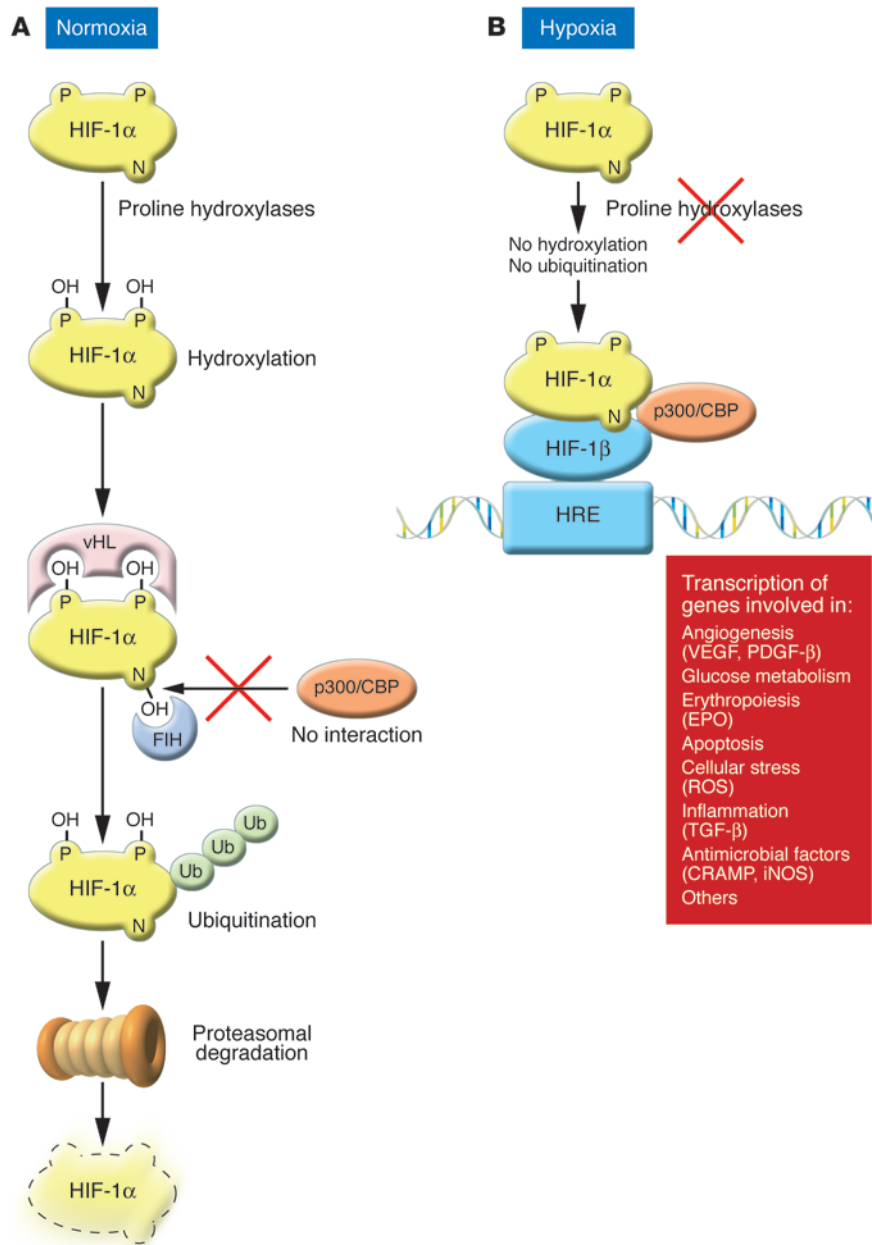 A Normoxia
P P
HIF-1α
N
Proline hydroxylases
OH OH
P P
HIF-1α
Hydroxylation
N
vHL
OH OH
P P
HIF-1α
N
OH
FIH
p300/CBP
No interaction
OH OH
P P
HIF-1α
N
Ub
Ub
Ub
Ubiquitination
Proteasomal
degradation
HIF-1α
B Hypoxia
P P
HIF-1α
N
Proline hydroxylases
No hydroxylation
No ubiquitination
P P
HIF-1α
N
p300/CBP
HIF-1β
HRE
Transcription of
genes involved in:
Angiogenesis
(VEGF, PDGF-β)
Glucose metabolism
Erythropoiesis
(EPO)
Apoptosis
Cellular stress
(ROS)
Inflammation
(TGF-β)
Antimicrobial factors
(CRAMP, iNOS)
Others